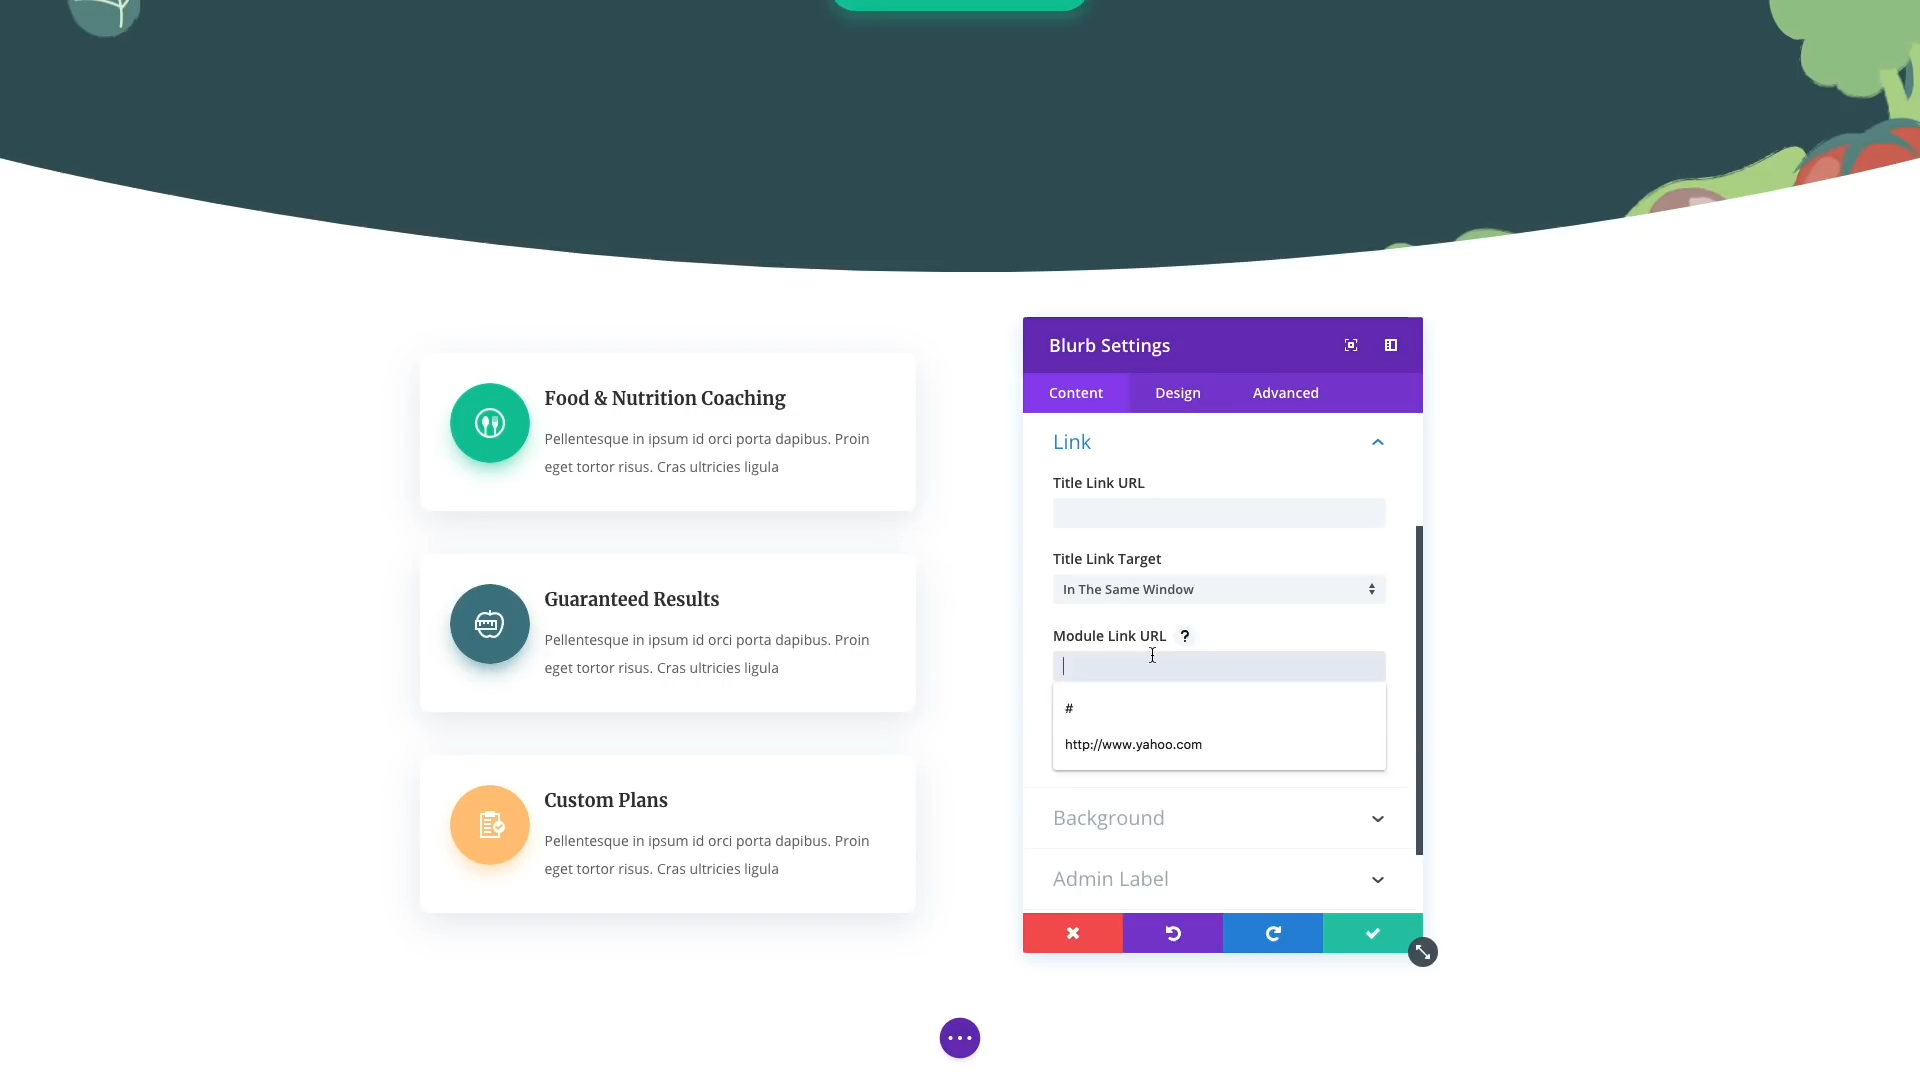 Food & Nutrition Coaching
Pellentesque in ipsum id orci porta dapibus. Proin
eget tortor risus. Cras ultricies ligula
Guaranteed Results
Pellentesque in ipsum id orci porta dapibus. Proin
eget tortor risus. Cras ultricies ligula
Custom Plans
Pellentesque in ipsum id orci porta dapibus. Proin
eget tortor risus. Cras ultricies ligula
Blurb Settings
Content Design Advanced
Link
Title Link URL
Title Link Target
In The Same Window
Module Link URL ?
#
http://www.yahoo.com
Background
Admin Label